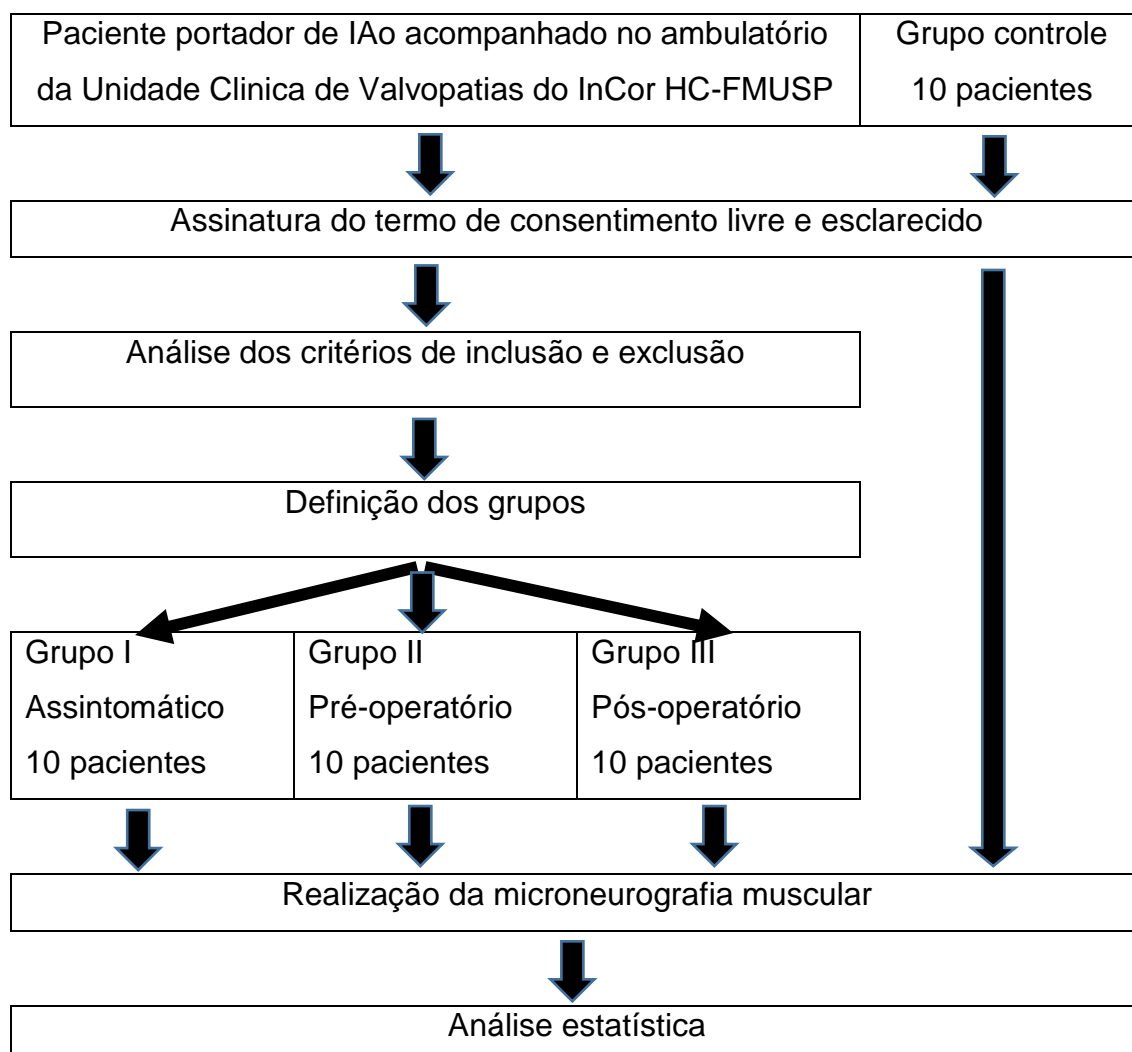 Paciente portador de IAo acompanhado no ambulatório
da Unidade Clinica de Valvopatias do InCor HC-FMUSP
Grupo controle
10 pacientes
Assinatura do termo de consentimento livre e esclarecido
Análise dos critérios de inclusão e exclusão
Definição dos grupos
Grupo I
Assintomático
10 pacientes
Grupo II
Pré-operatório
10 pacientes
Grupo III
Pós-operatório
10 pacientes
Realização da microneurografia muscular
Análise estatística